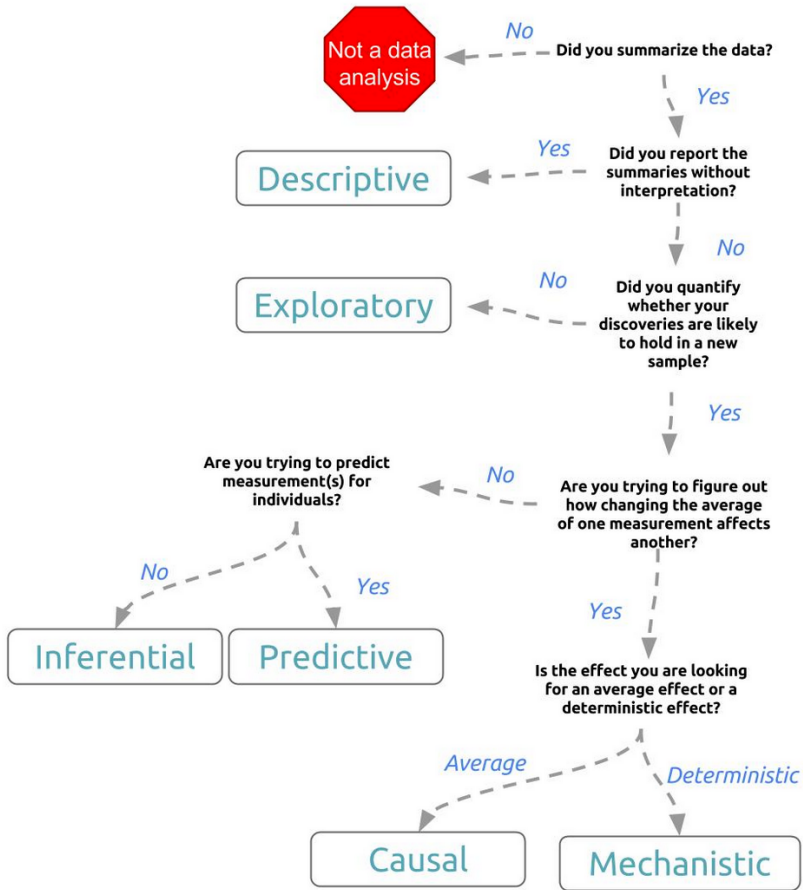 No
Did you summarize the data?
Not a data
analysis
Yes
Yes
Did you report the
summaries without
interpretation?
Descriptive
No
No
Did you quantify
whether your
discoveries are likely
to hold in a new
sample?
Exploratory
Yes
Are you trying to predict
measurement(s) for
individuals?
No
Are you trying to figure out
how changing the average
of one measurement affects
another?
No
Yes
Yes
Inferential
Predictive
Is the effect you are looking
for an average effect or a
deterministic effect?
Average
Deterministic
Causal
Mechanistic